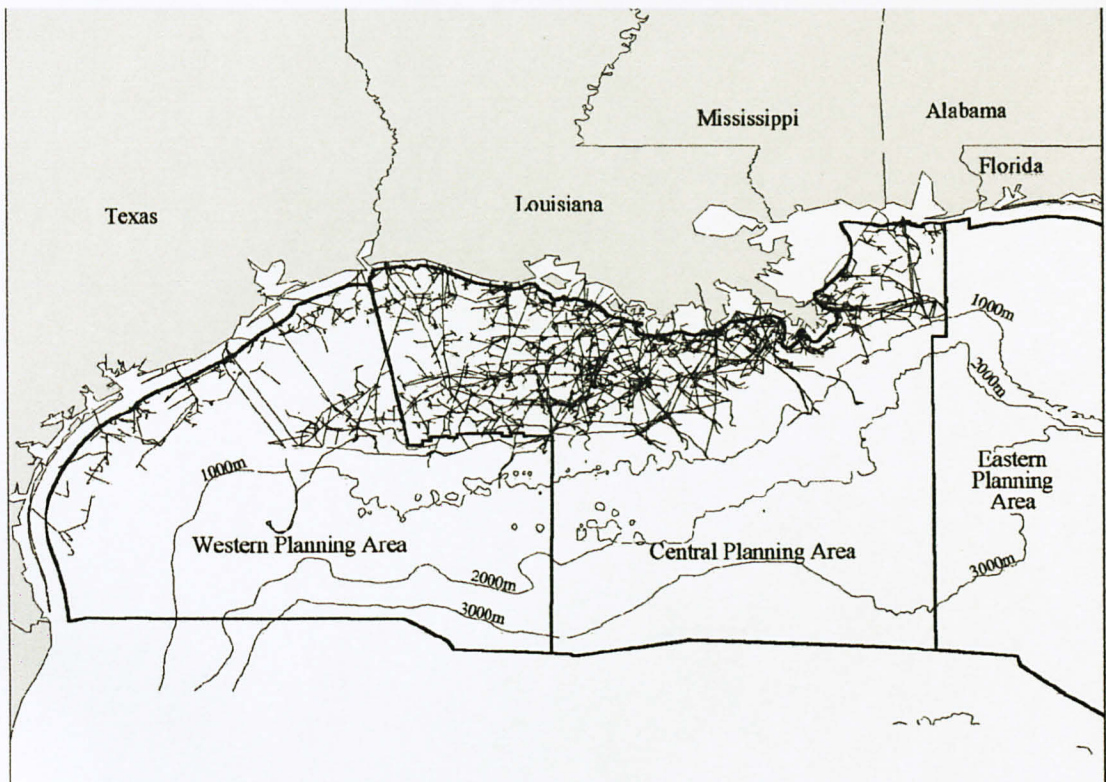 Mississippi
Alabama
Florida
Texas
Louisiana
1000m
2000m
Eastern
Planning
Area
1000m
Western Planning Area
Central Planning Area
2000m
3000m
3000m